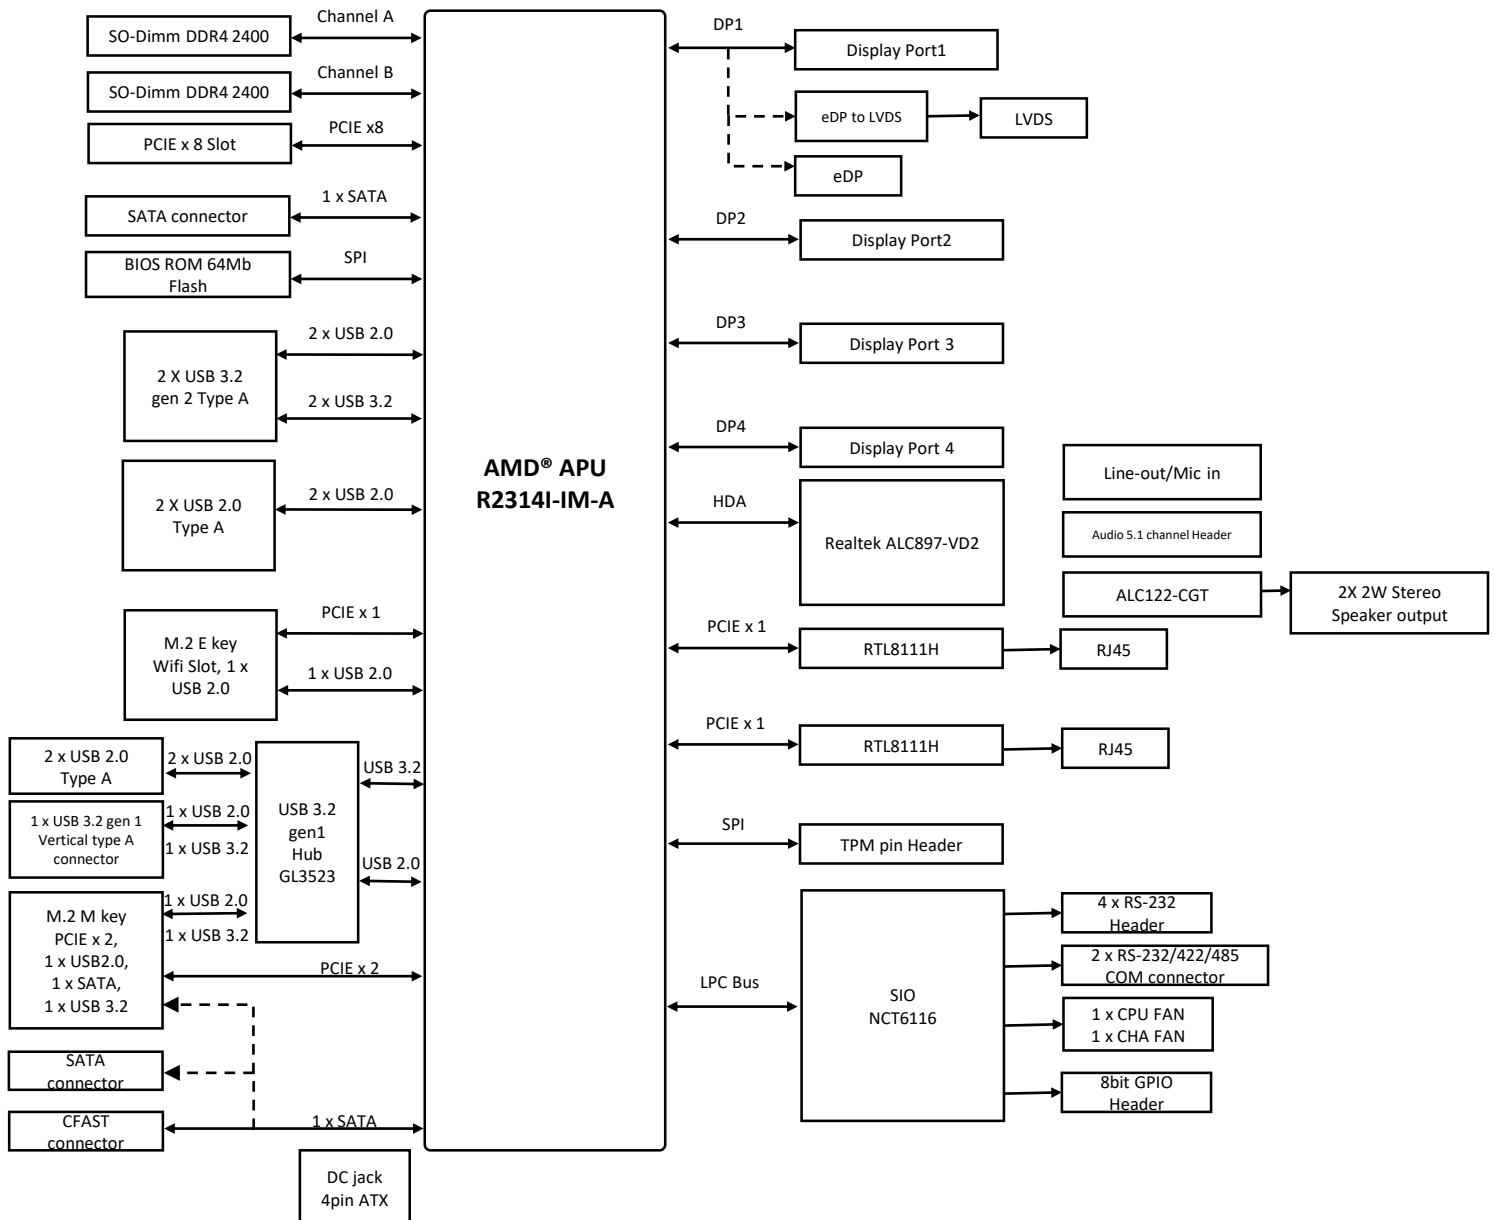 Channel A
SO-Dimm DDR4 2400
Channel B
SO-Dimm DDR4 2400
PCIE x8
PCIE x 8 Slot
1 x SATA
SATA connector
SPI
BIOS ROM 64Mb
Flash
2 x USB 2.0
2 X USB 3.2
gen 2 Type A
2 x USB 3.2
2 x USB 2.0
2 X USB 2.0
Type A
PCIE x 1
M.2 E key
Wifi Slot, 1 x
USB 2.0
1 x USB 2.0
2 x USB 2.0
Type A
2 x USB 2.0
1 x USB 3.2 gen 1
Vertical type A
connector
1 x USB 2.0
1 x USB 3.2
USB 3.2
gen1
Hub
GL3523
USB 3.2
USB 2.0
M.2 M key
PCIE x 2,
1 x USB2.0,
1 x SATA,
1 x USB 3.2
1 x USB 2.0
1 x USB 3.2
PCIE x 2
SATA
connector
CFAST
connector
1 x SATA
DC jack
4pin ATX
AMD® APU
R2314I-IM-A
DP1
Display Port1
eDP to LVDS
LVDS
eDP
DP2
Display Port2
DP3
Display Port 3
DP4
Display Port 4
HDA
Realtek ALC897-VD2
Line-out/Mic in
Audio 5.1 channel Header
ALC122-CGT
2X 2W Stereo
Speaker output
PCIE x 1
RTL8111H
RJ45
PCIE x 1
RTL8111H
RJ45
SPI
TPM pin Header
LPC Bus
SIO
NCT6116
4 x RS-232
Header
2 x RS-232/422/485
COM connector
1 x CPU FAN
1 x CHA FAN
8bit GPIO
Header